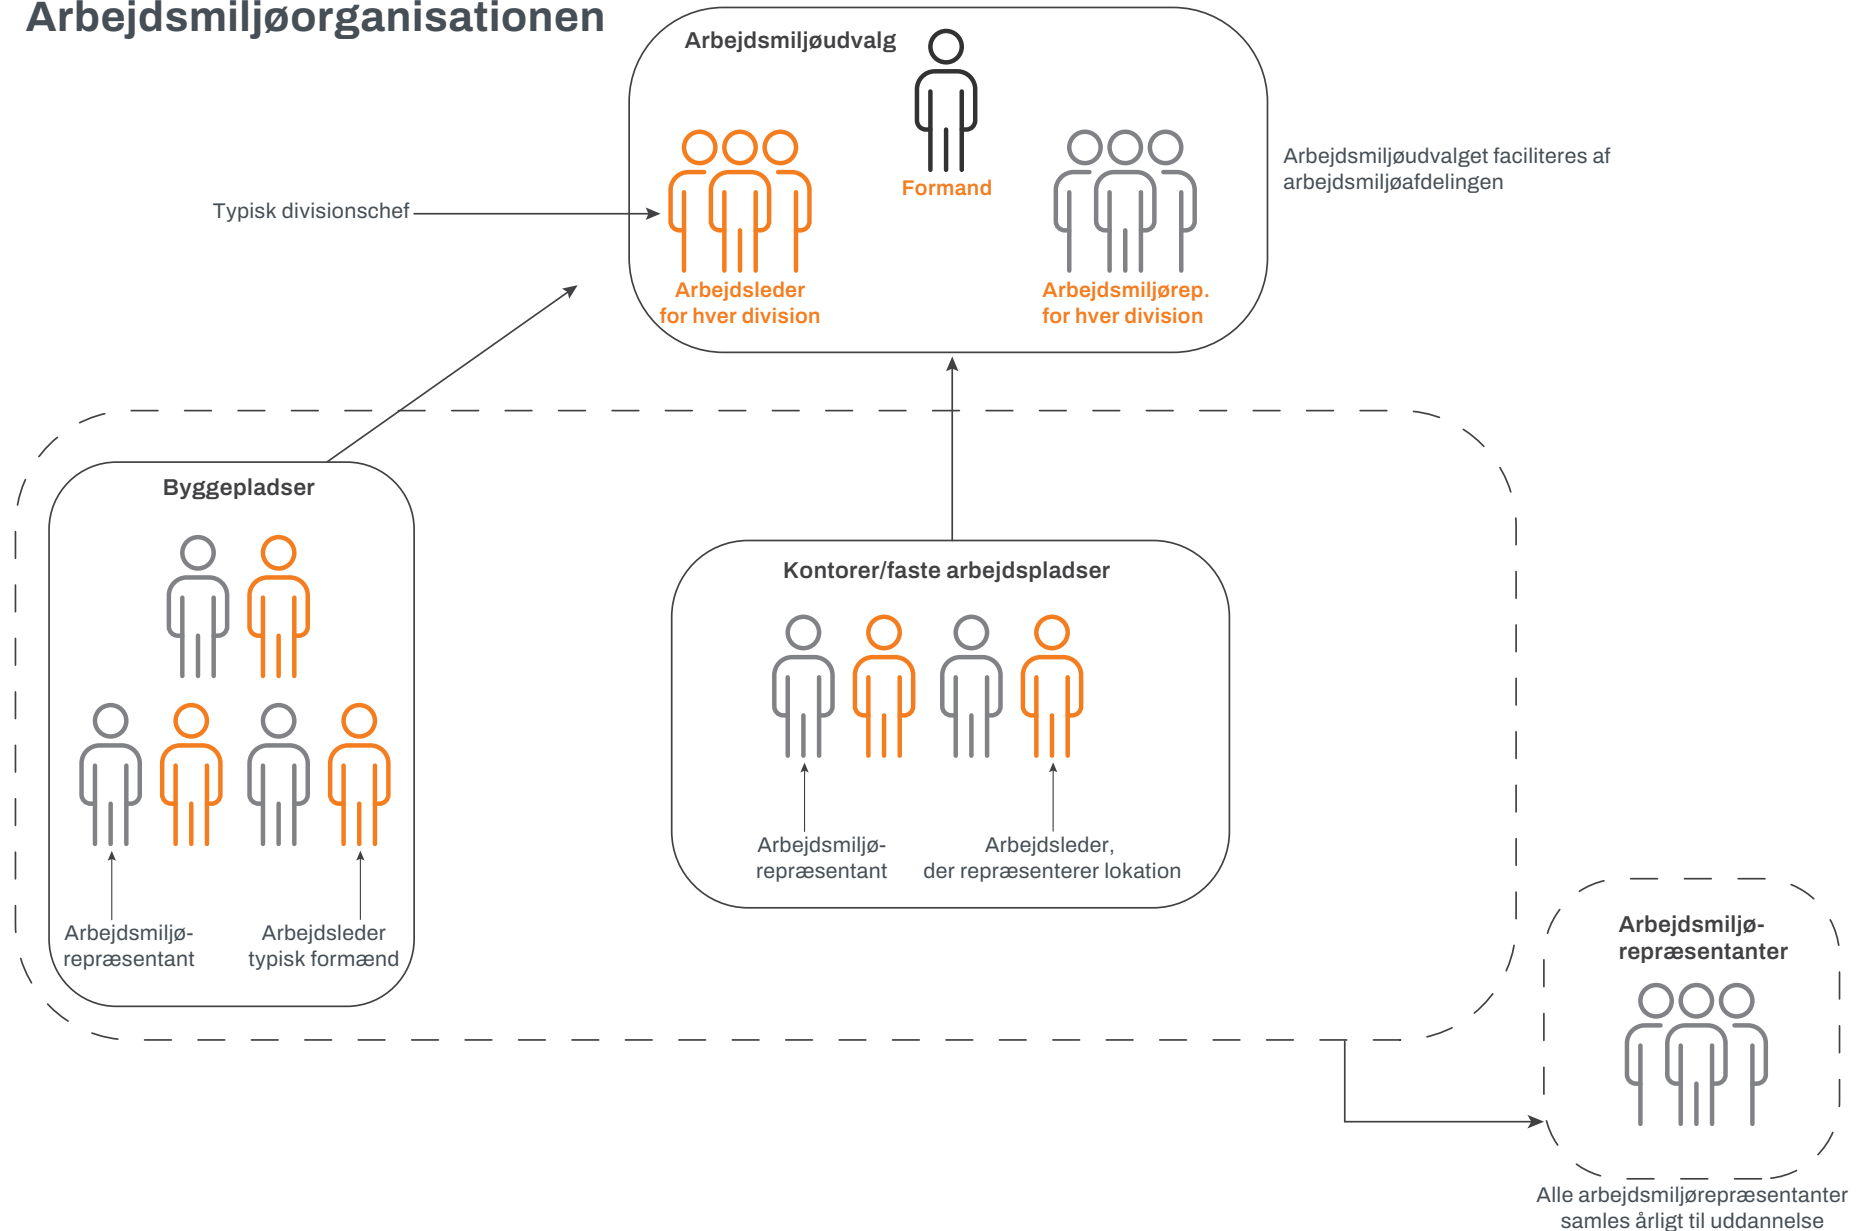 Arbejdsmiljøorganisationen
Arbejdsmiljøudvalg
Formand
Arbejdsmiljøudvalget faciliteres af
arbejdsmiljøafdelingen
Typisk divisionschef
Arbejdsleder
for hver division
Arbejdsmiljørep.
for hver division
Byggepladser
Arbejdsmiljø-
repræsentant
Arbejdsleder
typisk formænd
Kontorer/faste arbejdspladser
Arbejdsmiljø-
repræsentant
Arbejdsleder,
der repræsenterer lokation
Arbejdsmiljø-
repræsentanter
Alle arbejdsmiljørepræsentanter
samles årligt til uddannelse